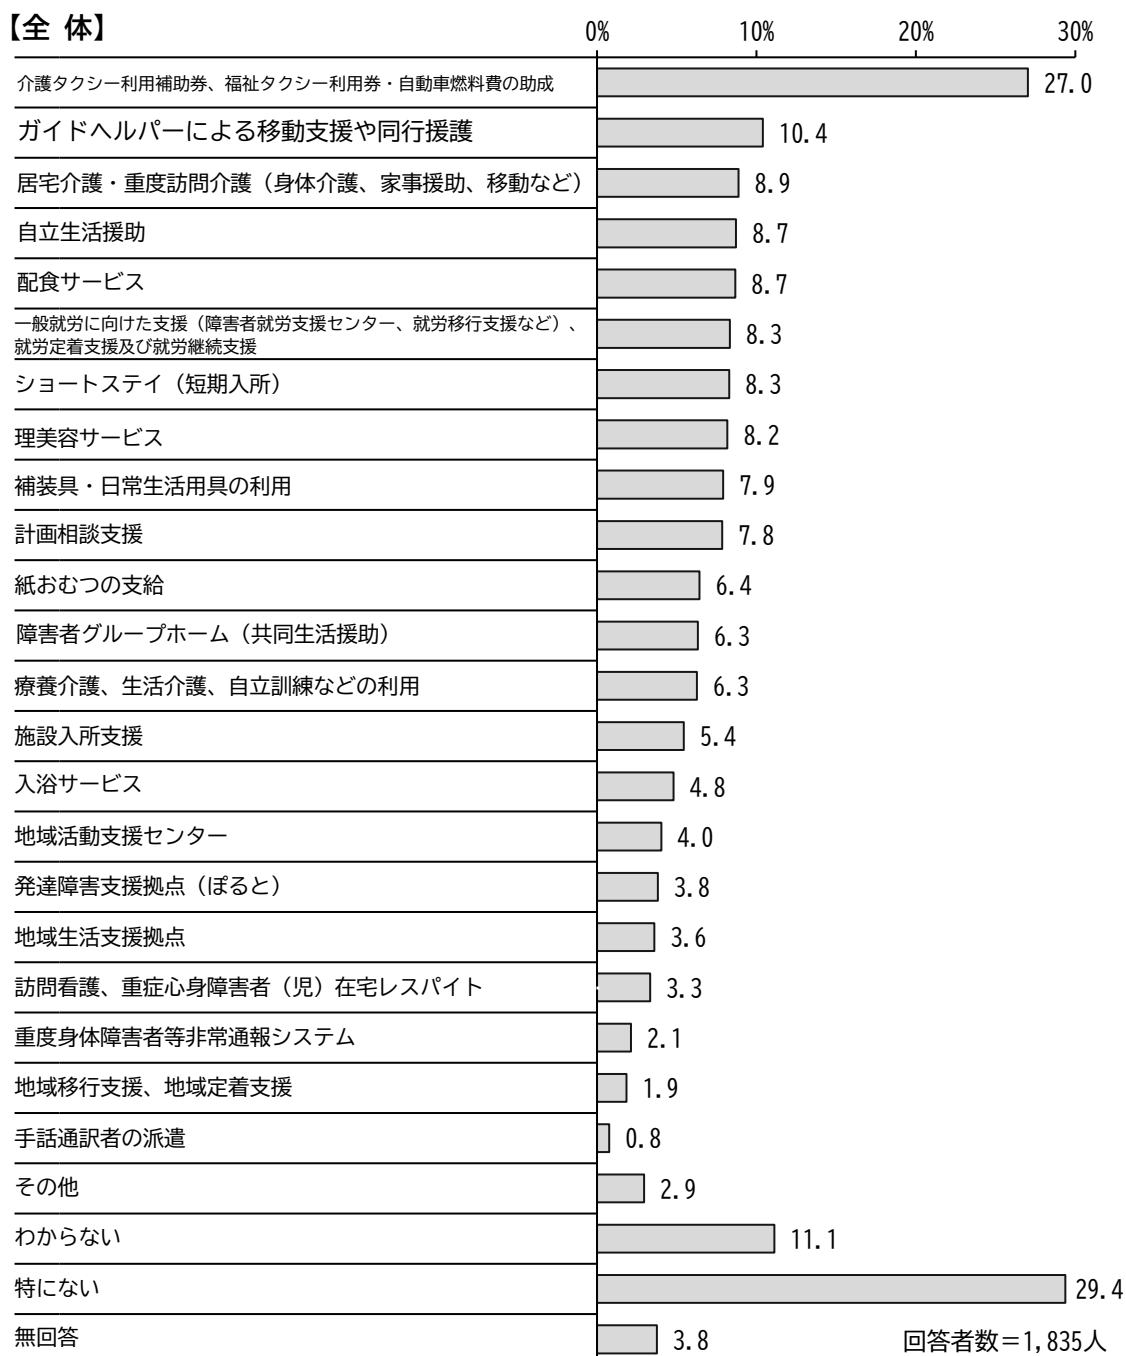 【全 体】
0% 10% 20% 30%
介護タクシー利用補助券、福祉タクシー利用券・自動車燃料費の助成 27.0
ガイドヘルパーによる移動支援や同行援護 10.4
居宅介護・重度訪問介護（身体介護、家事援助、移動など） 8.9
自立生活援助 8.7
配食サービス 8.7
一般就労に向けた支援（障害者就労支援センター、就労移行支援など）、
就労定着支援及び就労継続支援 8.3
ショートステイ（短期入所） 8.3
理美容サービス 8.2
補装具・日常生活用具の利用 7.9
計画相談支援 7.8
紙おむつの支給 6.4
障害者グループホーム（共同生活援助） 6.3
療養介護、生活介護、自立訓練などの利用 6.3
施設入所支援 5.4
入浴サービス 4.8
地域活動支援センター 4.0
発達障害支援拠点（ぽると） 3.8
地域生活支援拠点 3.6
訪問看護、重症心身障害者（児）在宅レスパイト 3.3
重度身体障害者等非常通報システム 2.1
地域移行支援、地域定着支援 1.9
手話通訳者の派遣 0.8
その他 2.9
わからない 11.1
特にない 29.4
無回答 3.8
回答者数＝1,835人